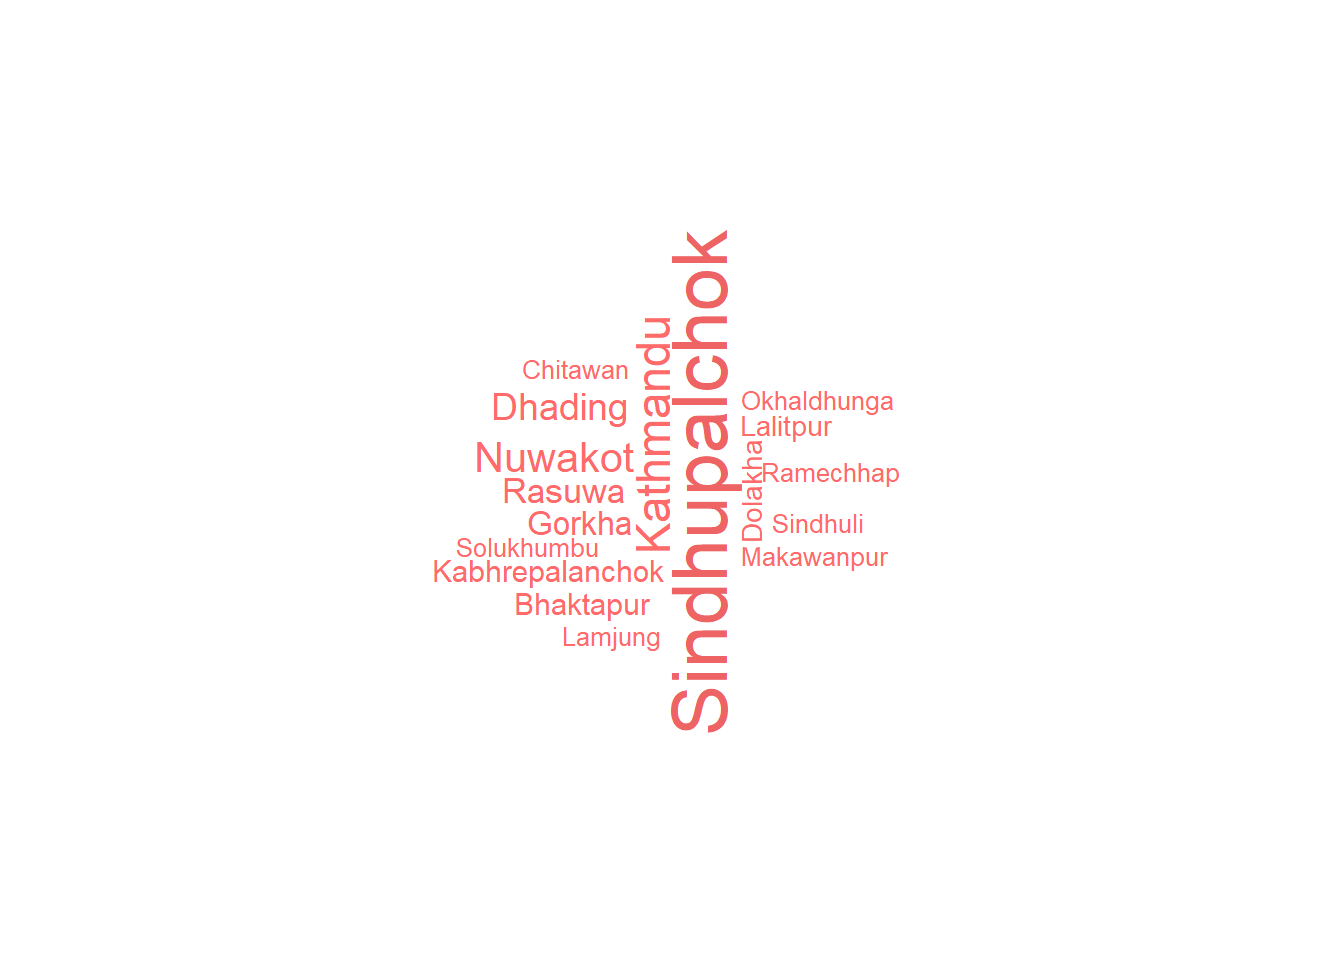 Sindhupalchok
Kathmandu
Chitawan
Dhading
Nuwakot
Rasuwa
Gorkha
Solukhumbu
Kabhrepalanchok
Bhaktapur
Lamjung
Okhaldhunga
Lalitpur
Dolakha
Ramechhap
Sindhuli
Makawanpur